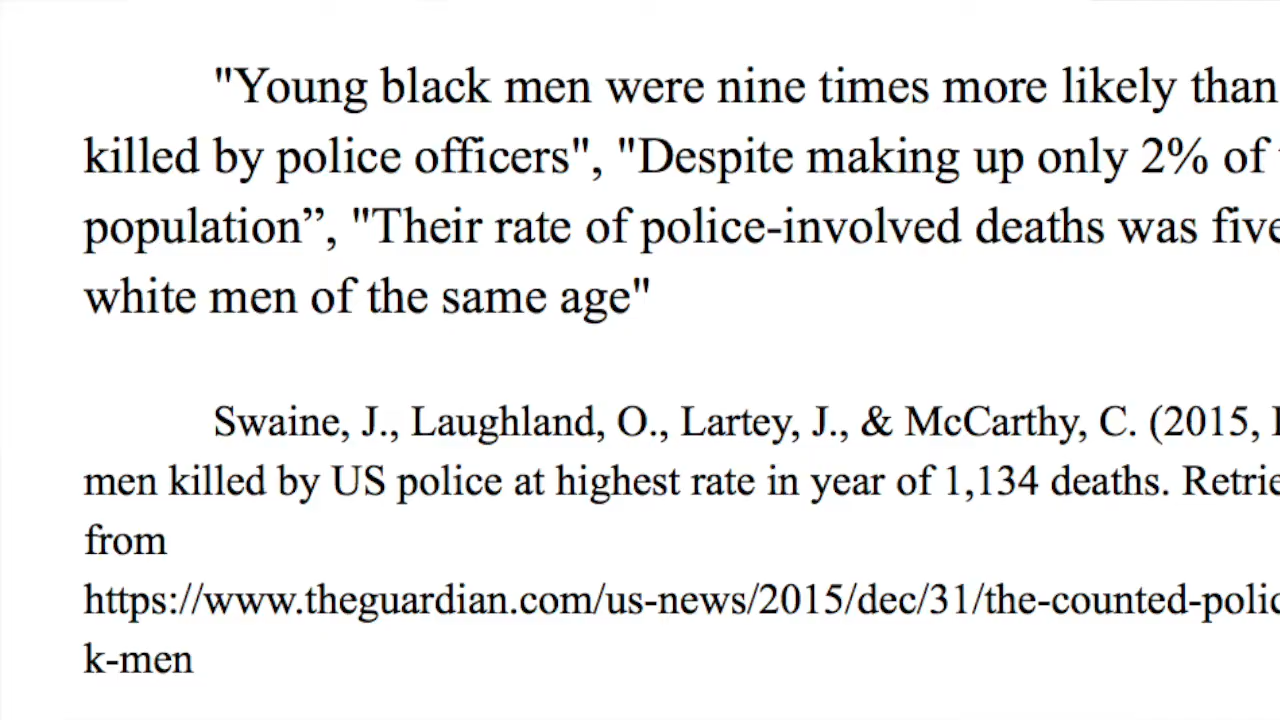 "Young black men were nine times more likely than
killed by police officers", "Despite making up only 2% of
population”, "Their rate of police-involved deaths was five
white men of the same age"
Swaine, J., Laughland, O., Lartey, J., & McCarthy, C. (2015,
men killed by US police at highest rate in year of 1,134 deaths. Retrie
from
https://www.theguardian.com/us-news/2015/dec/31/the-counted-polic
k-men